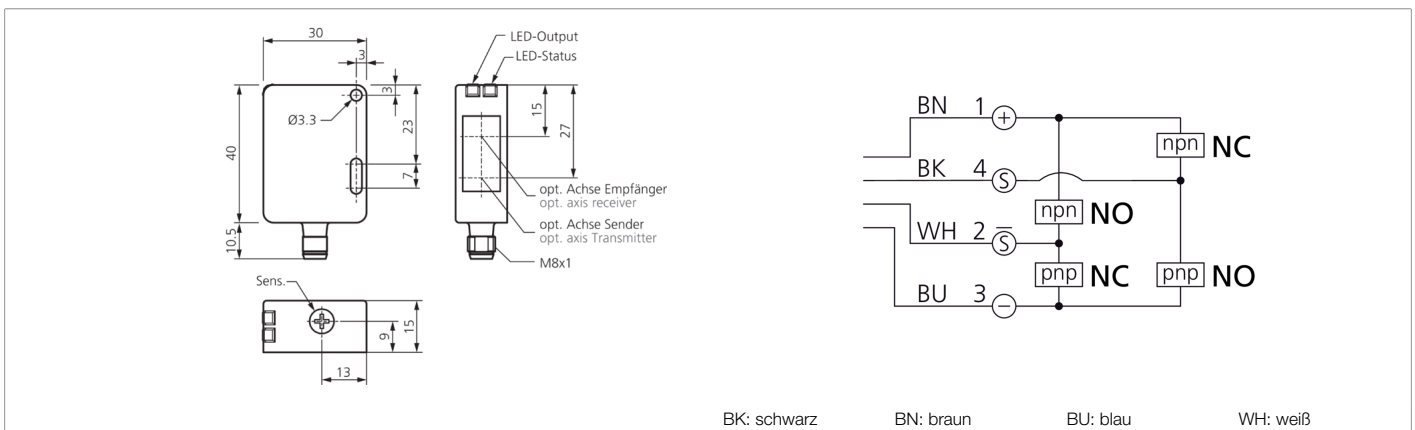 30
3
LED-Output
LED-Status
3
Ø3.3
23
40
7
10.5
15
27
opt. Achse Empfänger
opt. axis receiver
opt. Achse Sender
opt. axis Transmitter
M8x1
Sens.
9
15
13
BN 1 +
npn NC
BK 4 S
npn NO
WH 2 S̅
pnp NC
pnp NO
BU 3 −
BK: schwarz BN: braun BU: blau WH: weiß